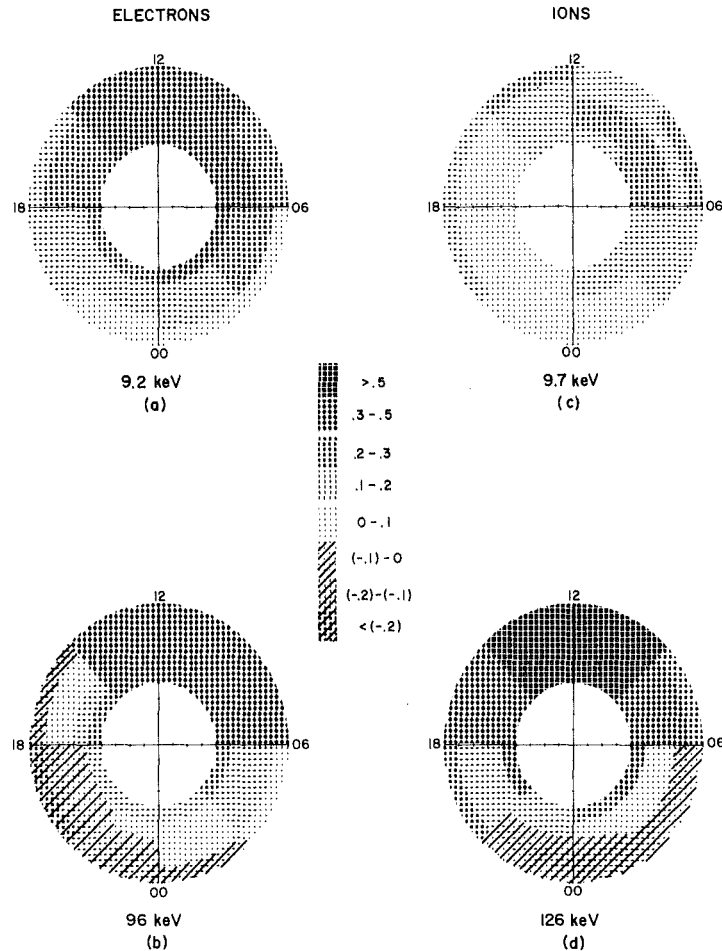 ELECTRONS
IONS
12
18
06
00
9.2 keV
(a)
12
18
06
00
9.7 keV
(c)
>.5
.3-.5
.2-.3
.1-.2
0-.1
(-.1)-0
(-.2)-(-.1)
<(-.2)
12
18
06
00
96 keV
(b)
12
18
06
00
126 keV
(d)